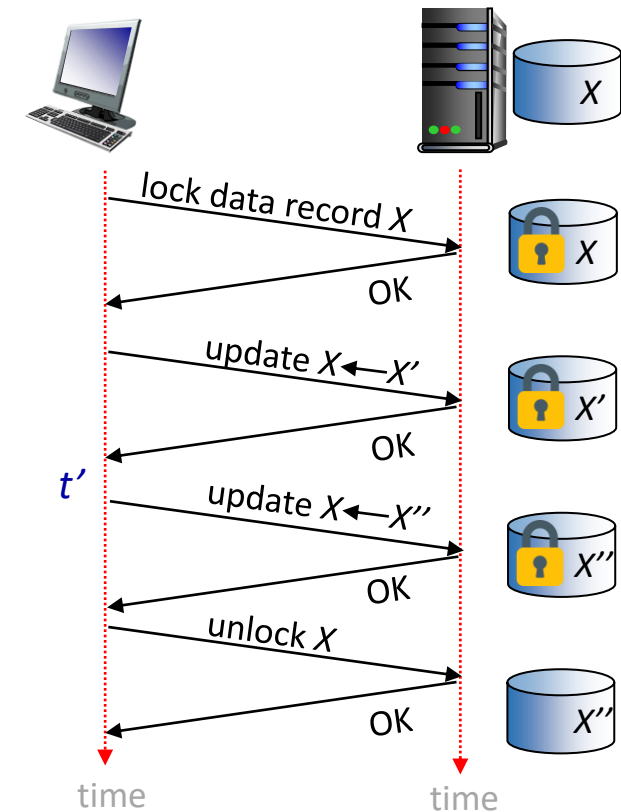 X
lock data record X
X
OK
update X←X'
X'
OK
t'
update X←X''
X''
OK
unlock X
X''
OK
time
time